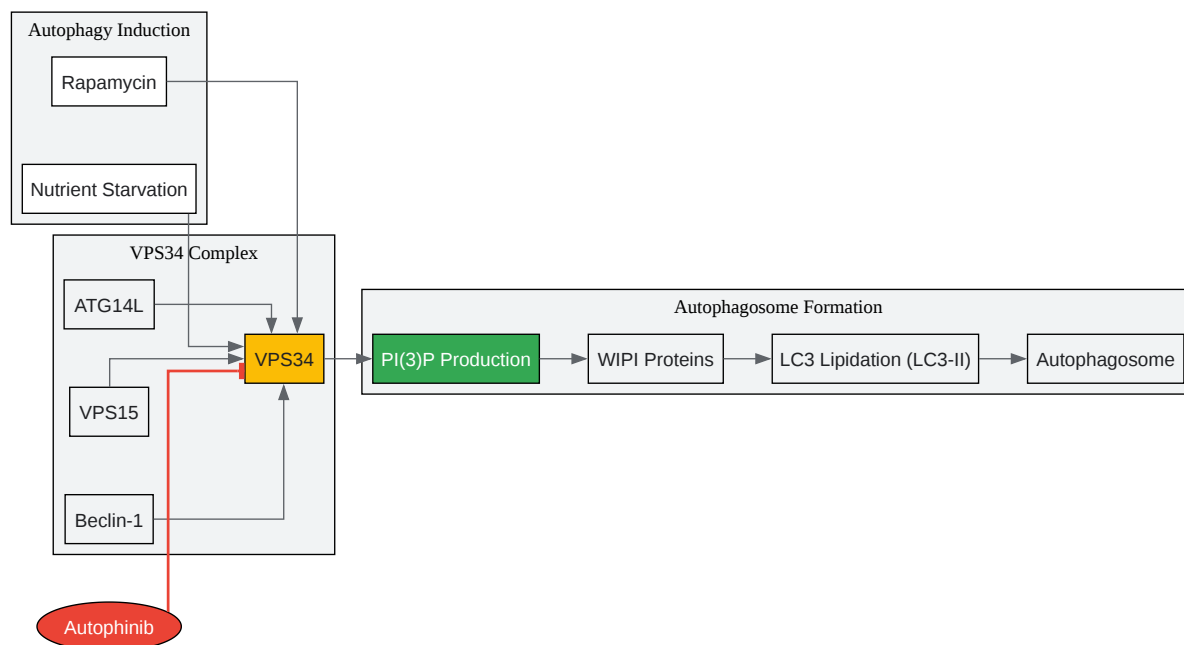 Autophagy Induction
Rapamycin
Nutrient Starvation
VPS34 Complex
ATG14L
VPS34
VPS15
Beclin-1
Autophinib
Autophagosome Formation
PI(3)P Production
WIPI Proteins
LC3 Lipidation (LC3-II)
Autophagosome